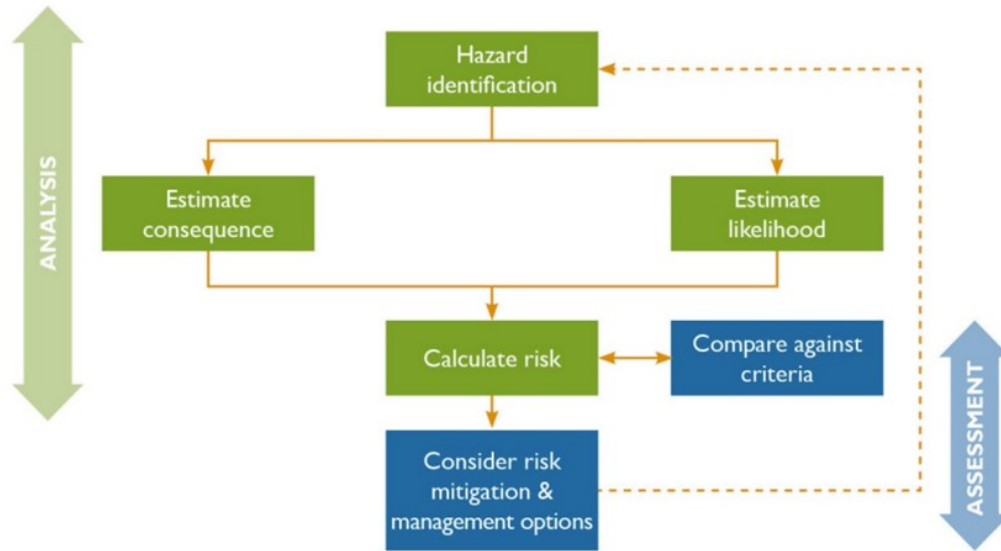 Hazard
identification
ANALYSIS
Estimate
consequence
Estimate
likelihood
Calculate risk
Compare against
criteria
ASSESSMENT
Consider risk
mitigation &
management options